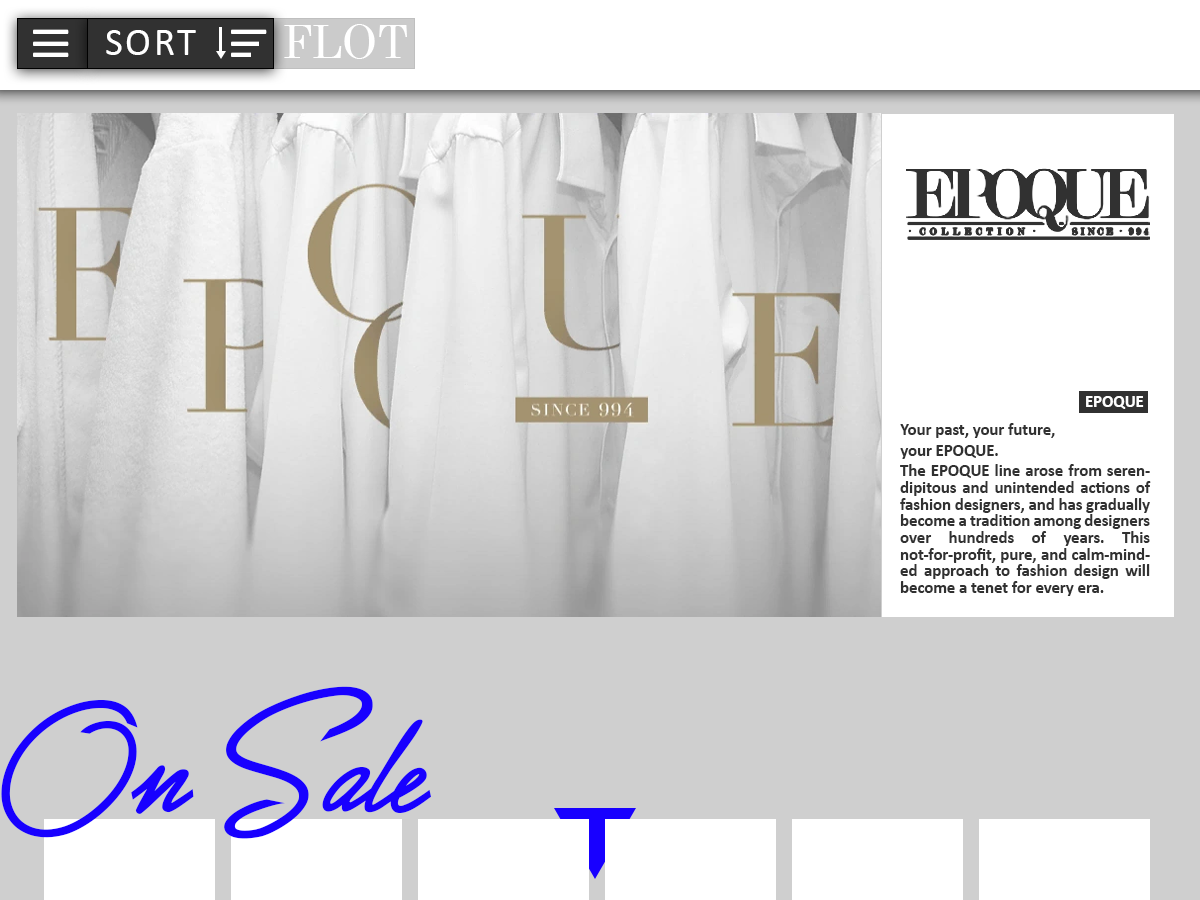 SORT
FLOT
EPOQUE
SINCE 994
EPOQUE
· COLLECTION · SINCE · 994
EPOQUE
Your past, your future,
your EPOQUE.
The EPOQUE line arose from seren-
dipitous and unintended actions of
fashion designers, and has gradually
become a tradition among designers
over hundreds of years. This
not-for-profit, pure, and calm-mind-
ed approach to fashion design will
become a tenet for every era.
On Sale